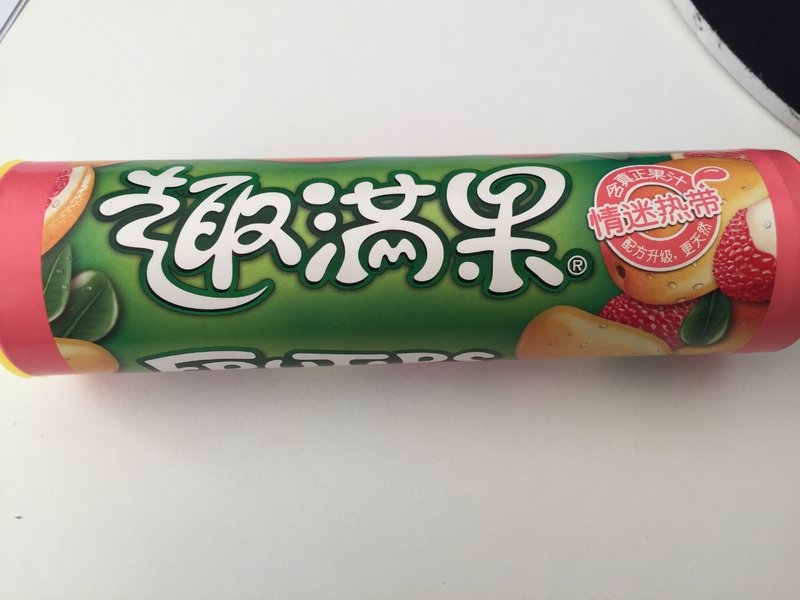 趣满果®
含真正果汁
情迷热带
配方升级，更天然